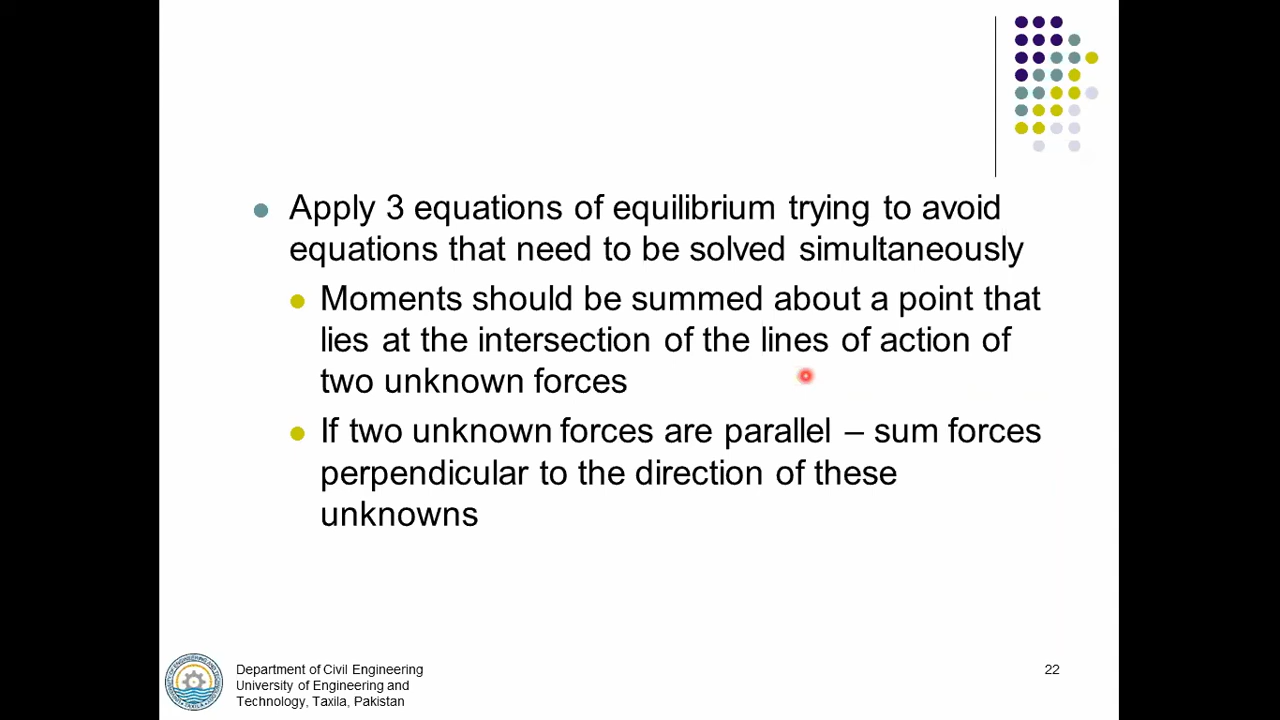 Apply 3 equations of equilibrium trying to avoid
equations that need to be solved simultaneously
Moments should be summed about a point that
lies at the intersection of the lines of action of
two unknown forces
If two unknown forces are parallel – sum forces
perpendicular to the direction of these
unknowns
Department of Civil Engineering
University of Engineering and
Technology, Taxila, Pakistan
22